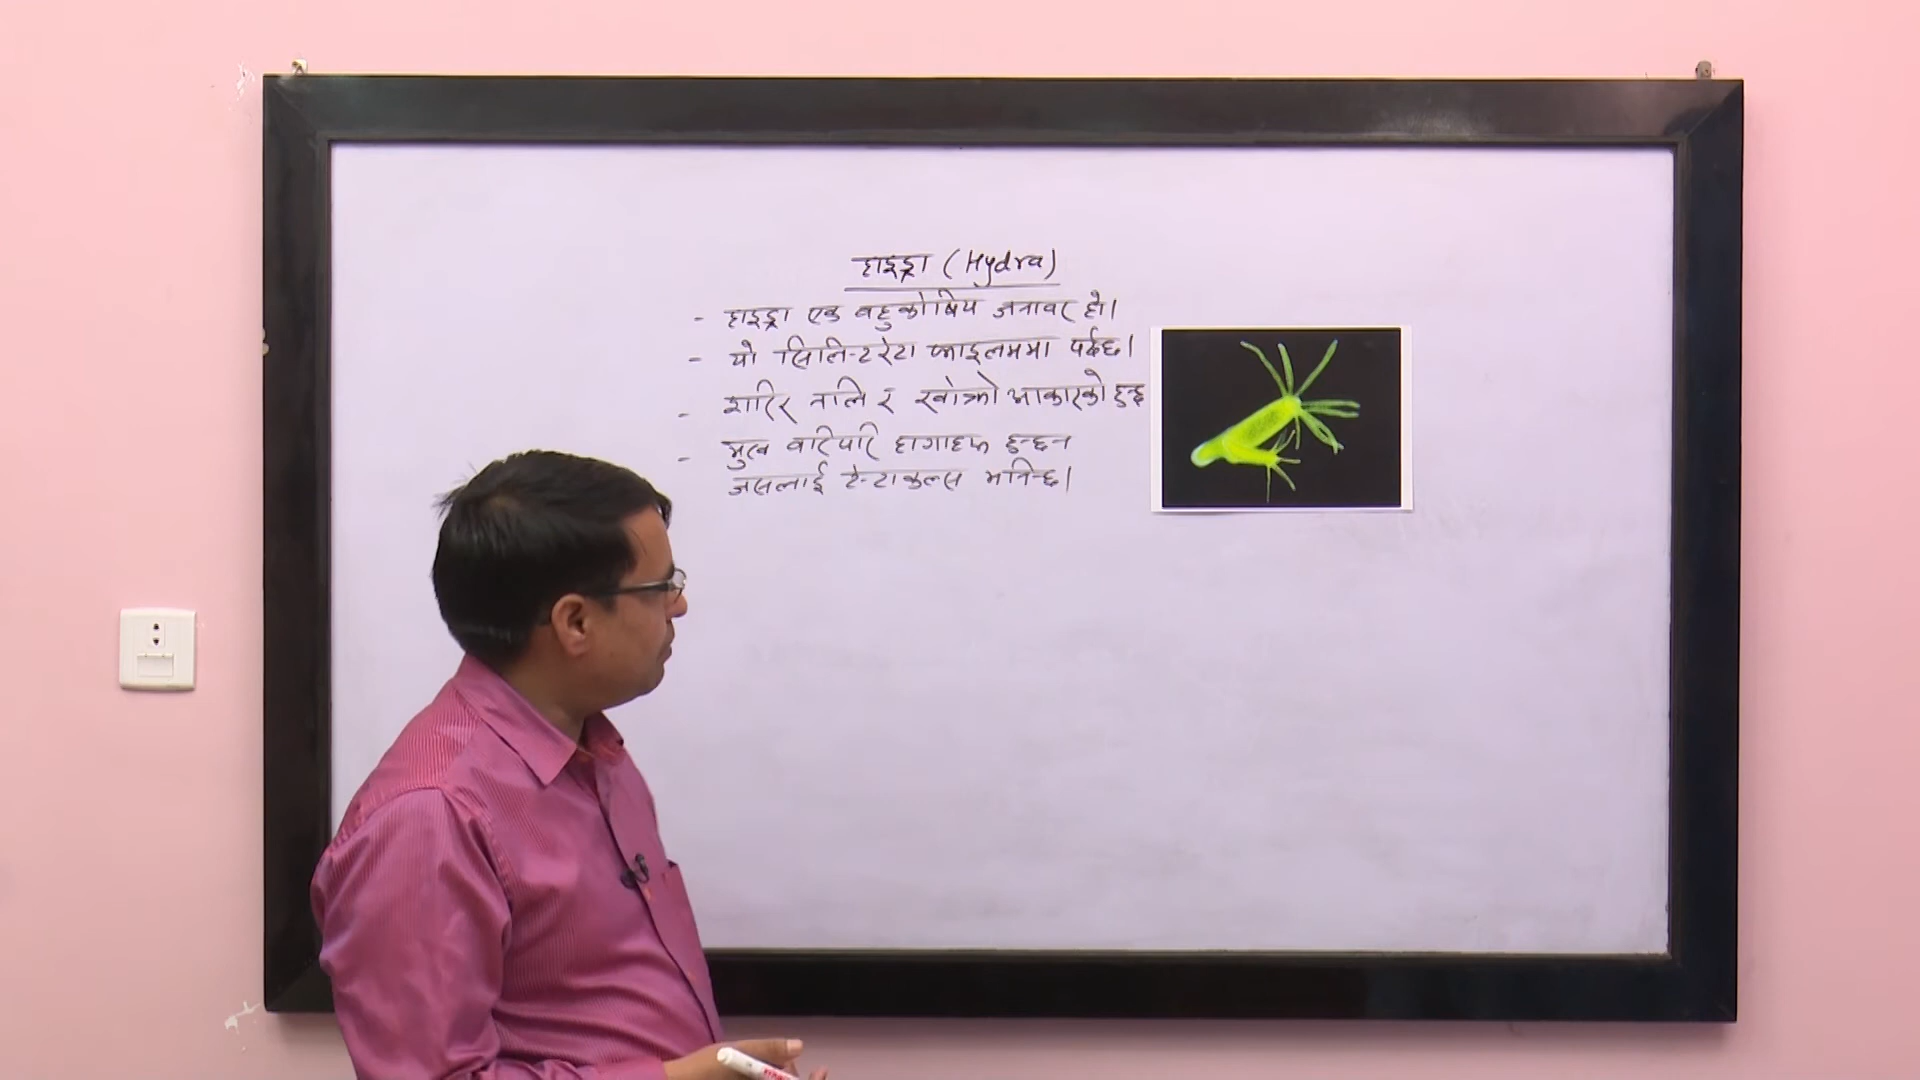 हाइड्रा (Hydra)
- हाइड्रा एक बहुकोषिय जनावर हो।
- यो सिलिन्टरेटा फाइलममा पर्दछ।
- शरिर नलि र खोक्रो आकारको हुन्छ
- मुख वरिपरि हाँगाहरू हुन्छन
जसलाई टेन्टाकल्स भनिन्छ।